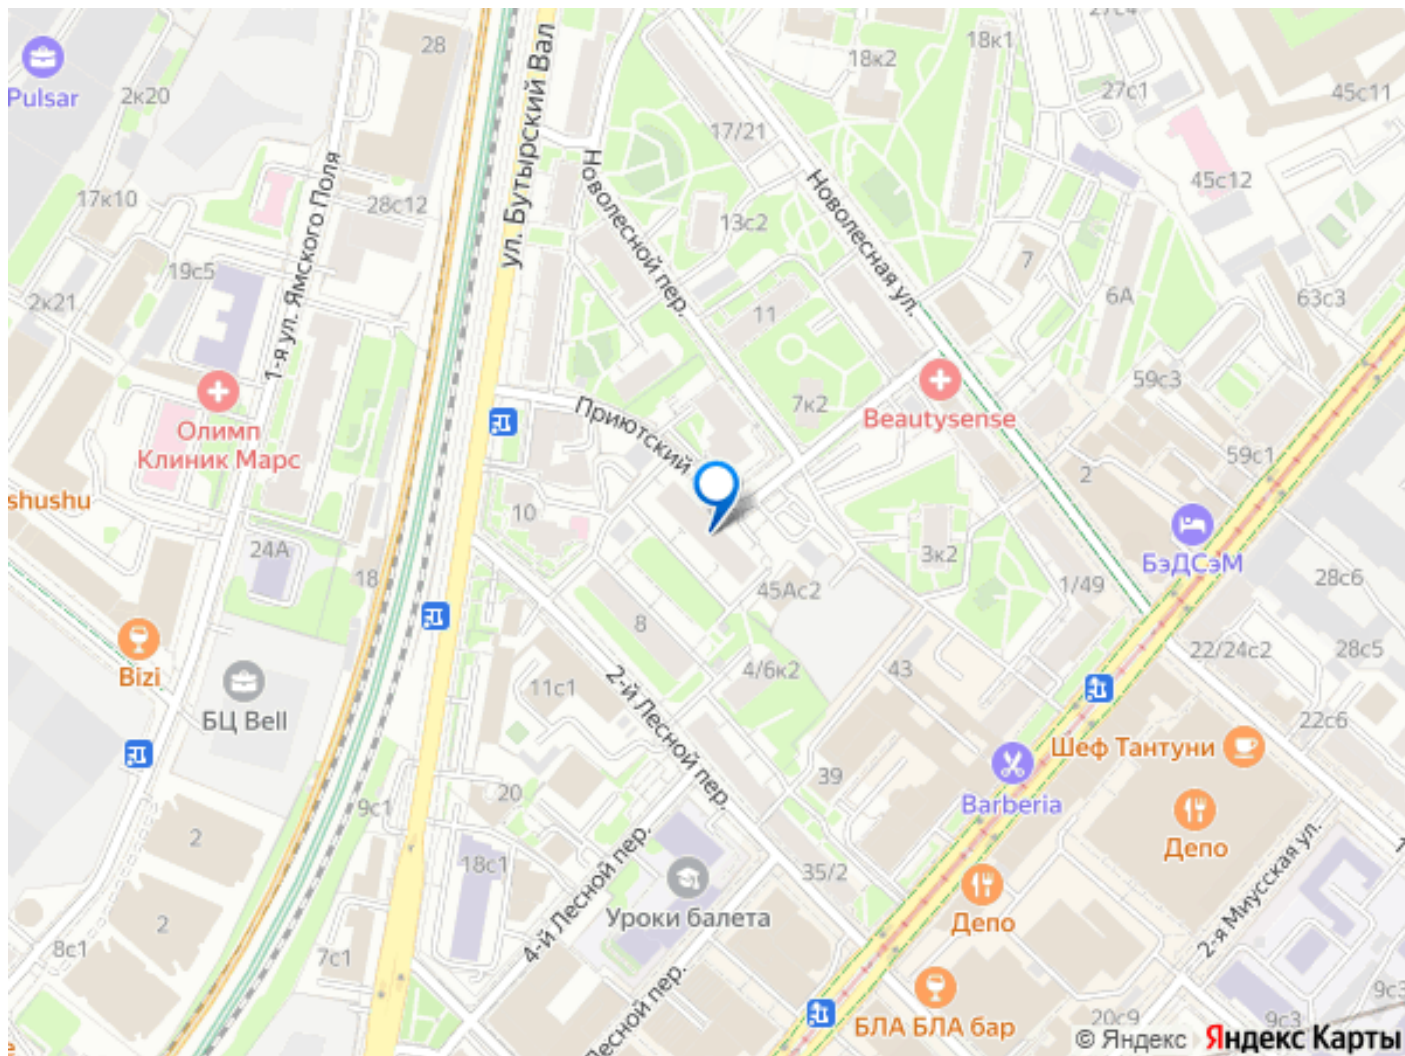 27с4
28
18к1
18к2
Pulsar
2к20
27с1
45с11
17/21
ул. Бутырский Вал
1-я ул. Ямского Поля
Новолесной пер.
Новолесная ул.
45с12
17к10
28с12
13с2
7
19с5
6А
63с3
2к21
11
59с3
7к2
Beautysense
Приютский
Олимп
Клиник Марс
59с1
2
shushu
10
24А
3к2
БэДСэМ
18
45Ас2
1/49
28с6
8
22/24с2
28с5
Bizi
4/6к2
43
11с1
БЦ Bell
2-й Лесной пер.
22с6
Шеф Тантуни
39
Barberia
20
9с1
2
Депо
18с1
35/2
4-й Лесной пер.
Уроки балета
Депо
2-я Миусская ул.
2
8с1
7с1
Лесной пер.
9с3
БЛА БЛА бар
20с9
9с3
© Яндекс Яндекс Карты